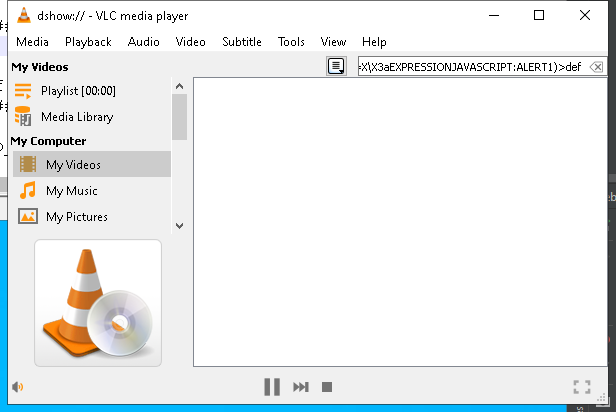 dshow:// - VLC media player
Media Playback Audio Video Subtitle Tools View Help
My Videos
=X\X3aEXPRESSIONJAVASCRIPT:ALERT1)>def
Playlist [00:00]
Media Library
My Computer
My Videos
My Music
My Pictures